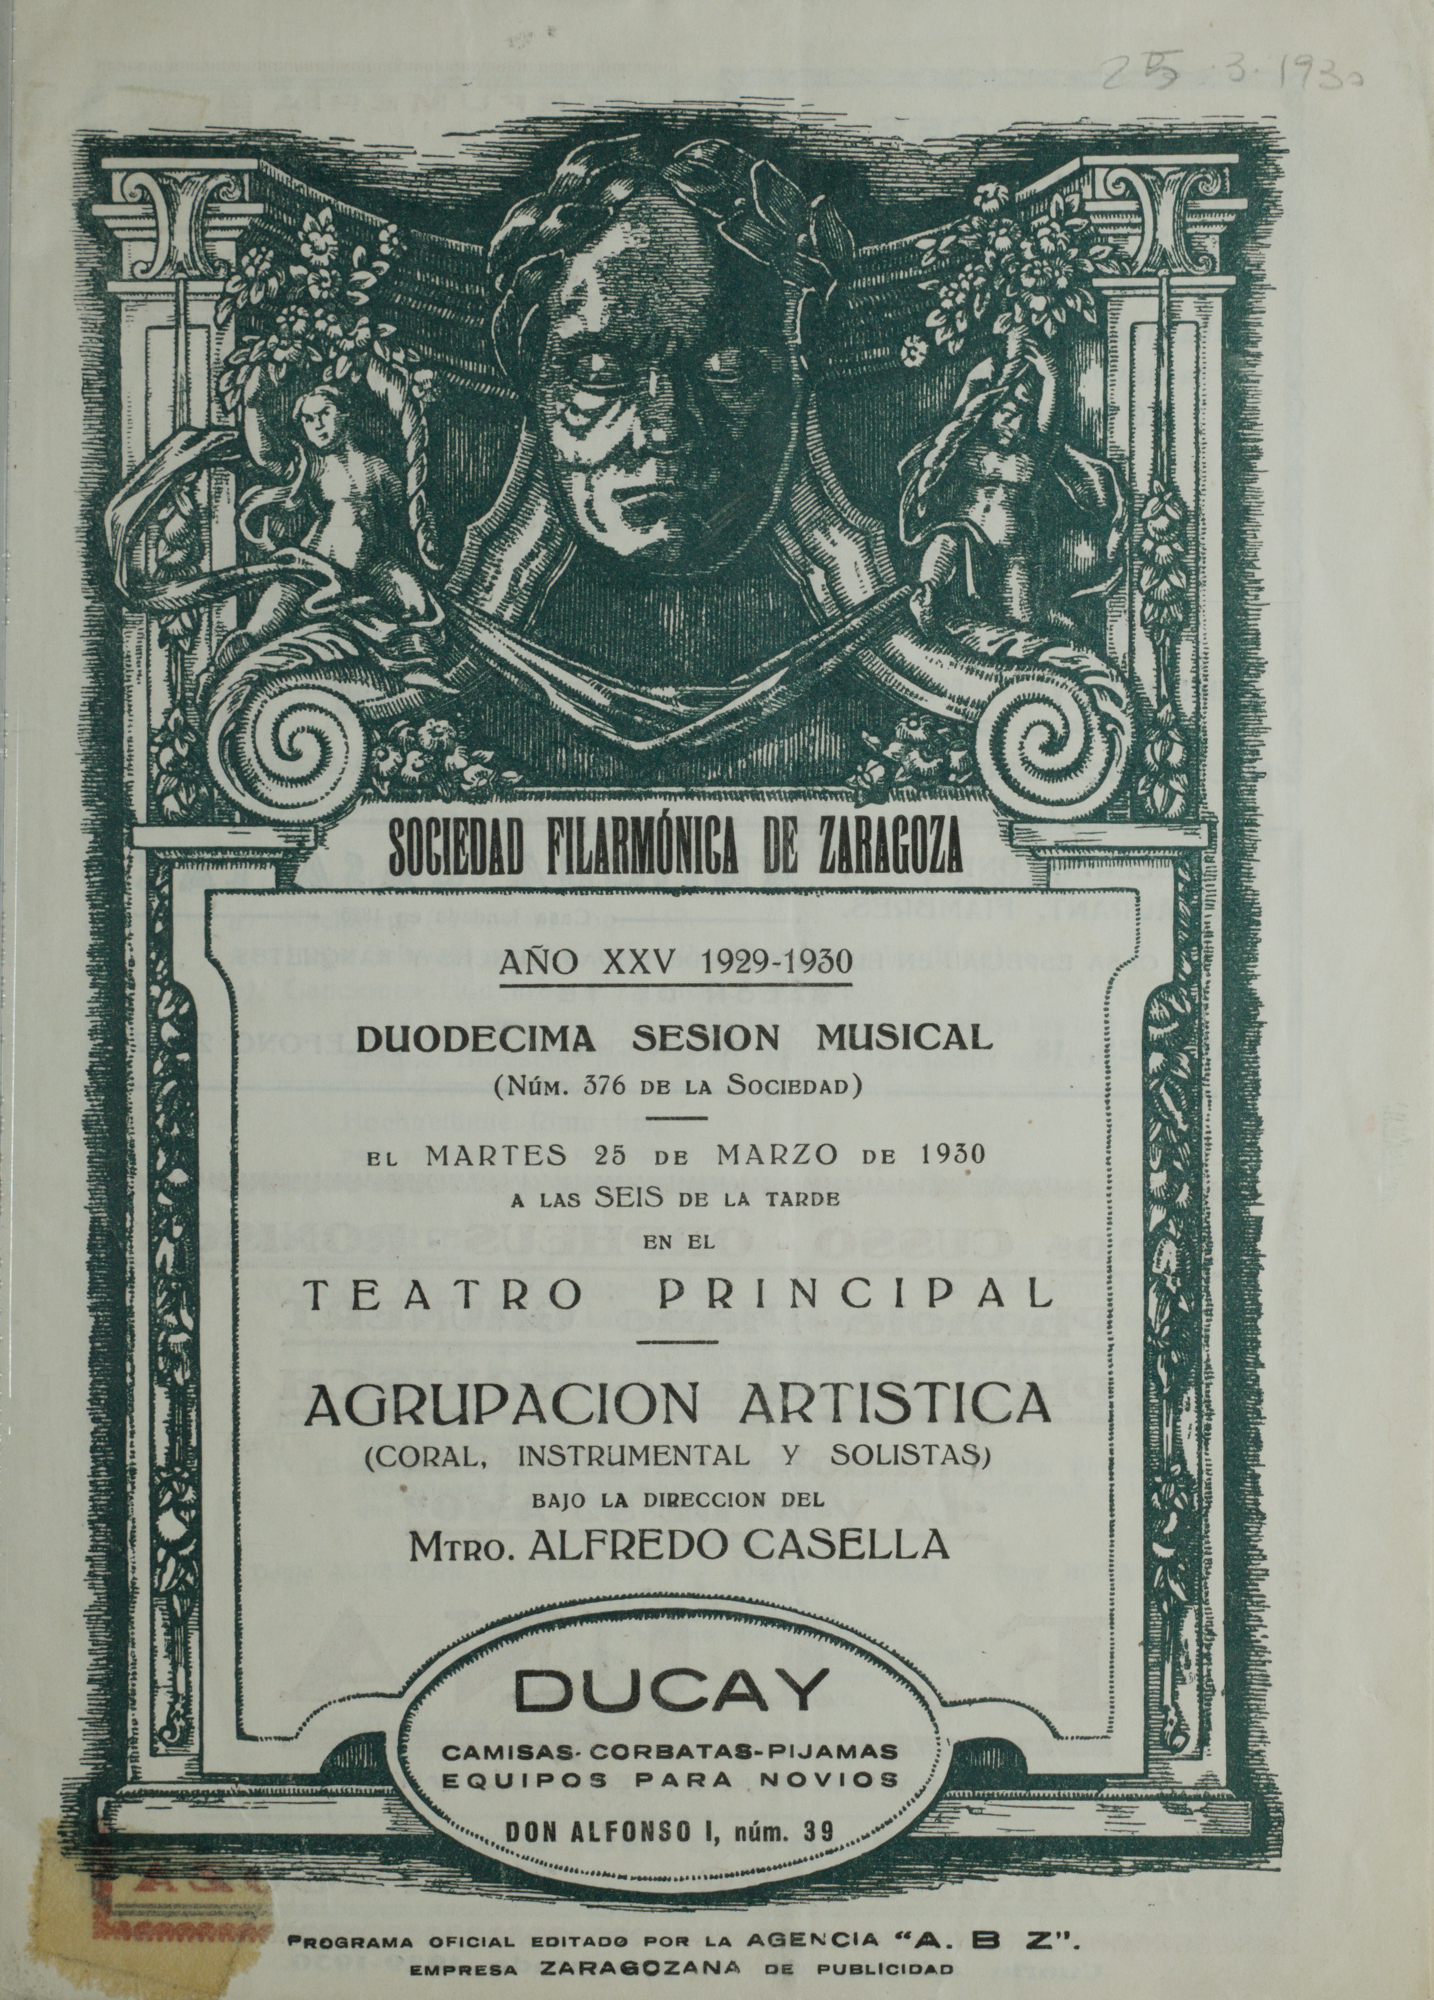 25.3.1930
SOCIEDAD FILARMÓNICA DE ZARAGOZA
AÑO XXV 1929-1930
DUODECIMA SESION MUSICAL
(NÚM. 376 DE LA SOCIEDAD)
EL MARTES 25 DE MARZO DE 1930
A LAS SEIS DE LA TARDE
EN EL
TEATRO PRINCIPAL
AGRUPACION ARTISTICA
(CORAL, INSTRUMENTAL Y SOLISTAS)
BAJO LA DIRECCION DEL
MTRO. ALFREDO CASELLA
DUCAY
CAMISAS-CORBATAS-PIJAMAS
EQUIPOS PARA NOVIOS
DON ALFONSO I, núm. 39
PROGRAMA OFICIAL EDITADO POR LA AGENCIA "A. B Z".
EMPRESA ZARAGOZANA DE PUBLICIDAD